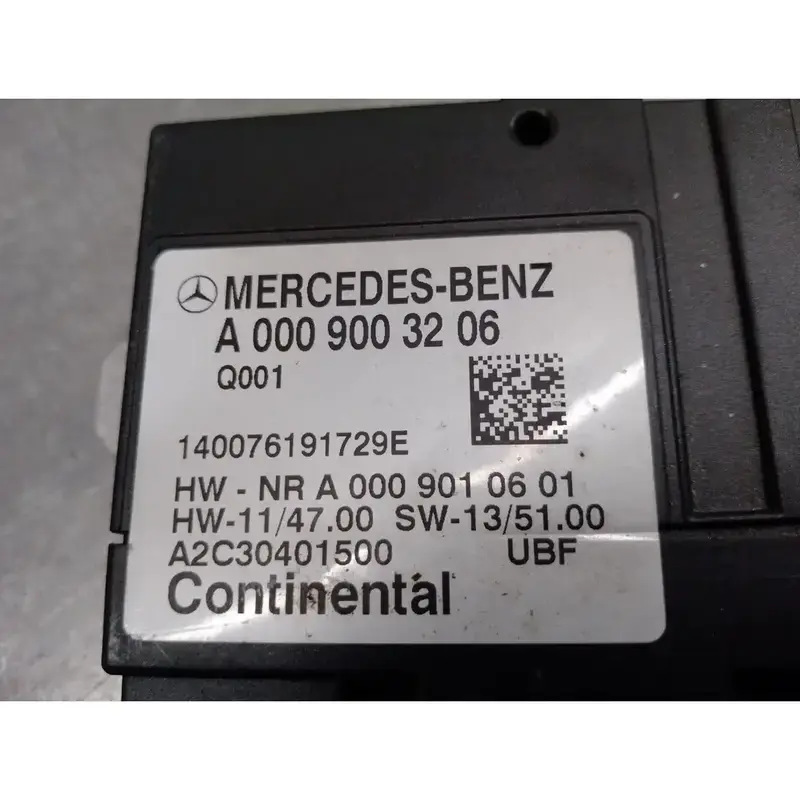 MERCEDES-BENZ
A 000 900 32 06
Q001
140076191729E
HW - NR A 000 901 06 01
HW-11/47.00 SW-13/51.00
A2C30401500 UBF
Continental